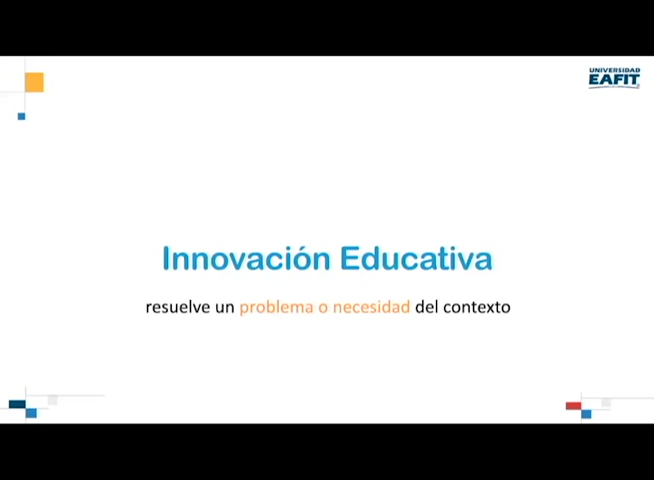 UNIVERSIDAD
EAFIT
Innovación Educativa
resuelve un problema o necesidad del contexto